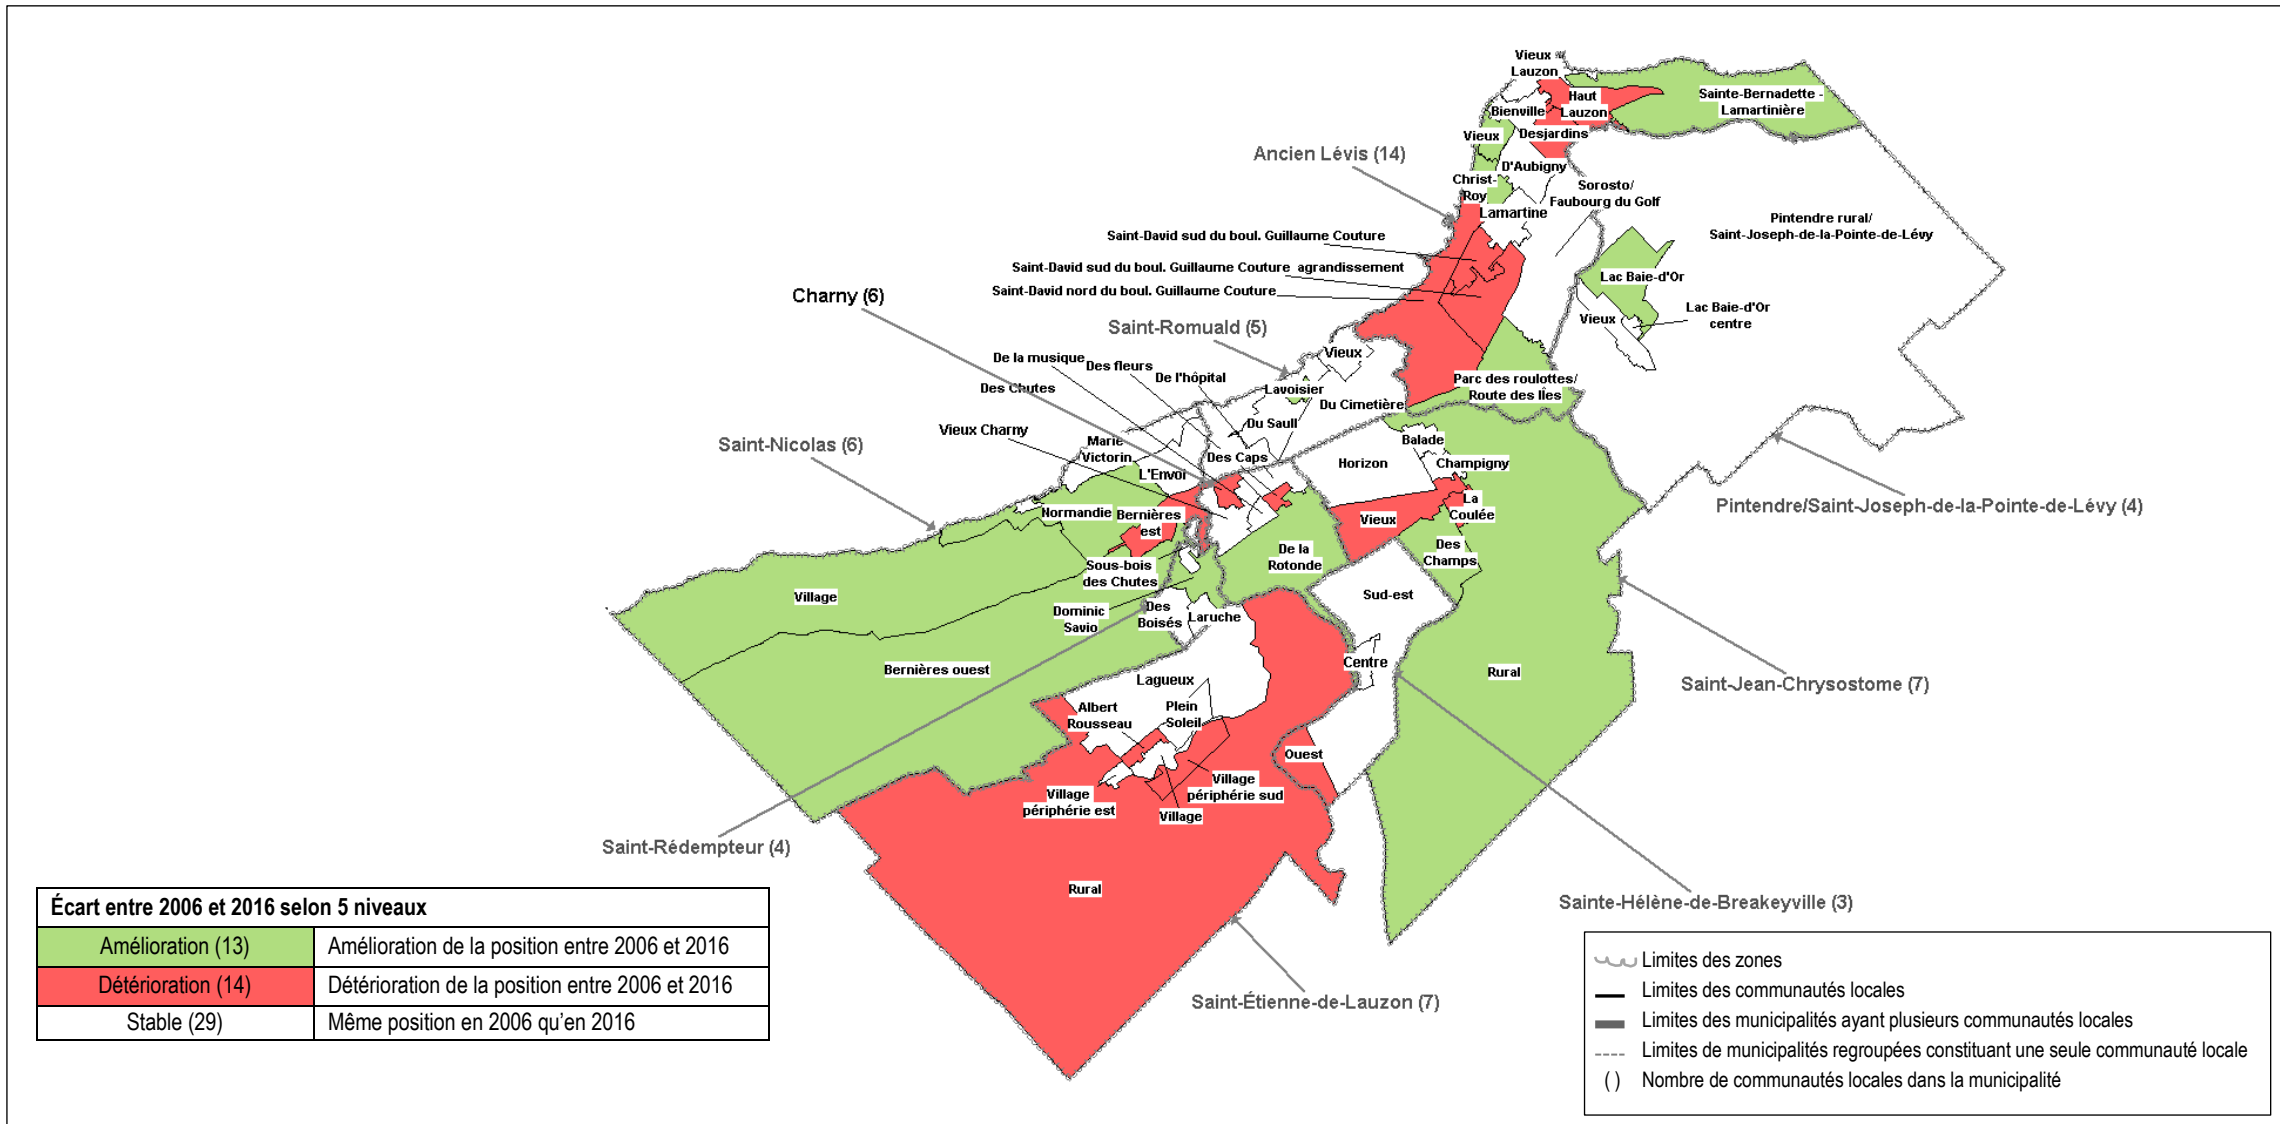 Vieux
Lauzon
Haut
Lauzon
Sainte-Bernadette -
Lamartinière
Bienville
Vieux
Desjardins
Ancien Lévis (14)
D'Aubigny
Christ-
Roy
Sorosto/
Faubourg du Golf
Lamartine
Pintendre rural/
Saint-Joseph-de-la-Pointe-de-Lévy
Saint-David sud du boul. Guillaume Couture
Saint-David sud du boul. Guillaume Couture agrandissement
Saint-David nord du boul. Guillaume Couture
Lac Baie-d'Or
Charny (6)
Lac Baie-d'Or
centre
Vieux
Saint-Romuald (5)
De la musique
Des fleurs
Vieux
De l'hôpital
Des Chutes
Lavoisier
Parc des roulottes/
Route des Îles
Du Cimetière
Vieux Charny
Du Sault
Saint-Nicolas (6)
Marie
Victorin
Balade
Des Caps
Horizon
Champigny
L'Envol
Pintendre/Saint-Joseph-de-la-Pointe-de-Lévy (4)
Normandie
Bernières
est
Vieux
La
Coulée
De la
Rotonde
Des
Champs
Sous-bois
des Chutes
Village
Sud-est
Dominic
Savio
Des
Boisés
Laruche
Bernières ouest
Centre
Rural
Lagueux
Saint-Jean-Chrysostome (7)
Albert
Rousseau
Plein
Soleil
Ouest
Village
périphérie est
Village
périphérie sud
Village
Saint-Rédempteur (4)
Rural
Sainte-Hélène-de-Breakeyville (3)
Saint-Étienne-de-Lauzon (7)
Écart entre 2006 et 2016 selon 5 niveaux
Amélioration (13) Amélioration de la position entre 2006 et 2016
Détérioration (14) Détérioration de la position entre 2006 et 2016
Stable (29) Même position en 2006 qu'en 2016
Limites des zones
Limites des communautés locales
Limites des municipalités ayant plusieurs communautés locales
Limites de municipalités regroupées constituant une seule communauté locale
( ) Nombre de communautés locales dans la municipalité